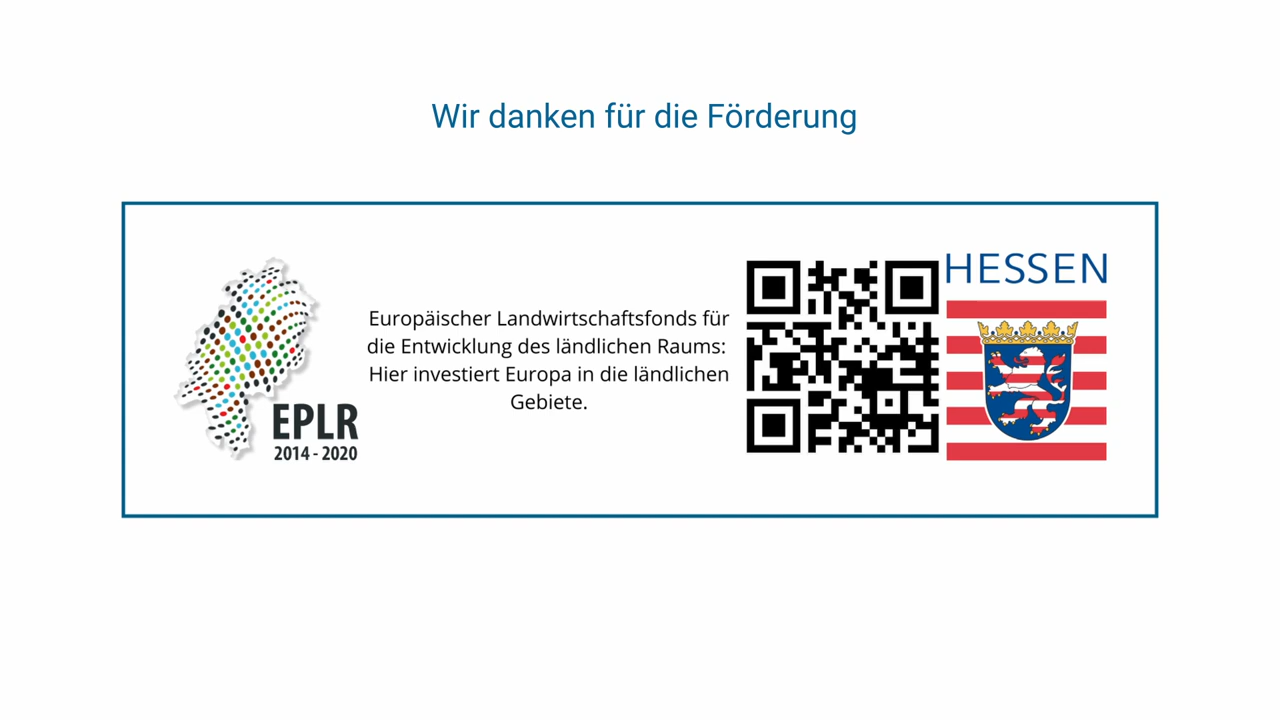 Wir danken für die Förderung
EPLR
2014 - 2020
Europäischer Landwirtschaftsfonds für
die Entwicklung des ländlichen Raums:
Hier investiert Europa in die ländlichen
Gebiete.
HESSEN